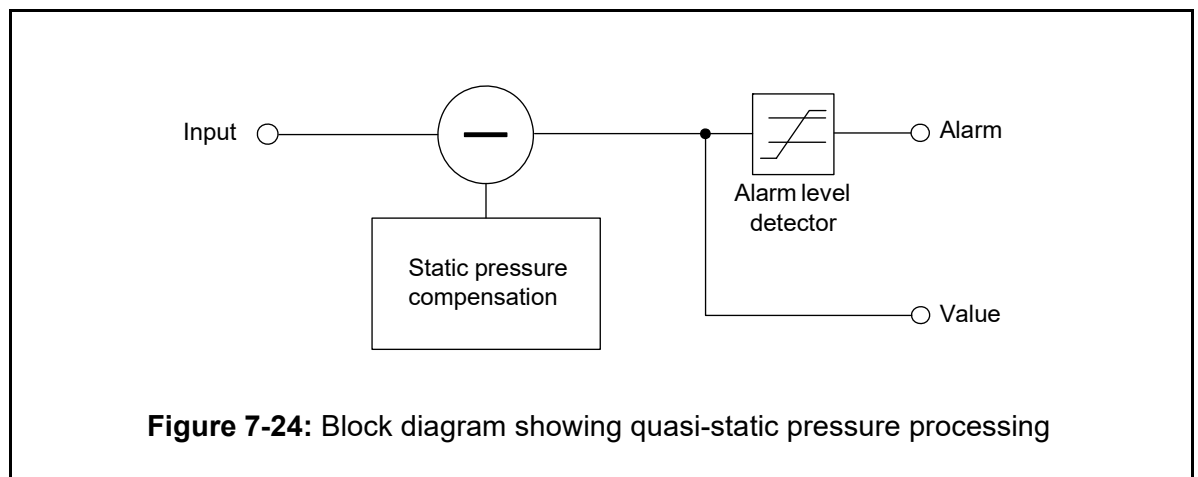 Input
Alarm
Alarm level
detector
Static pressure
compensation
Value
Figure 7-24: Block diagram showing quasi-static pressure processing